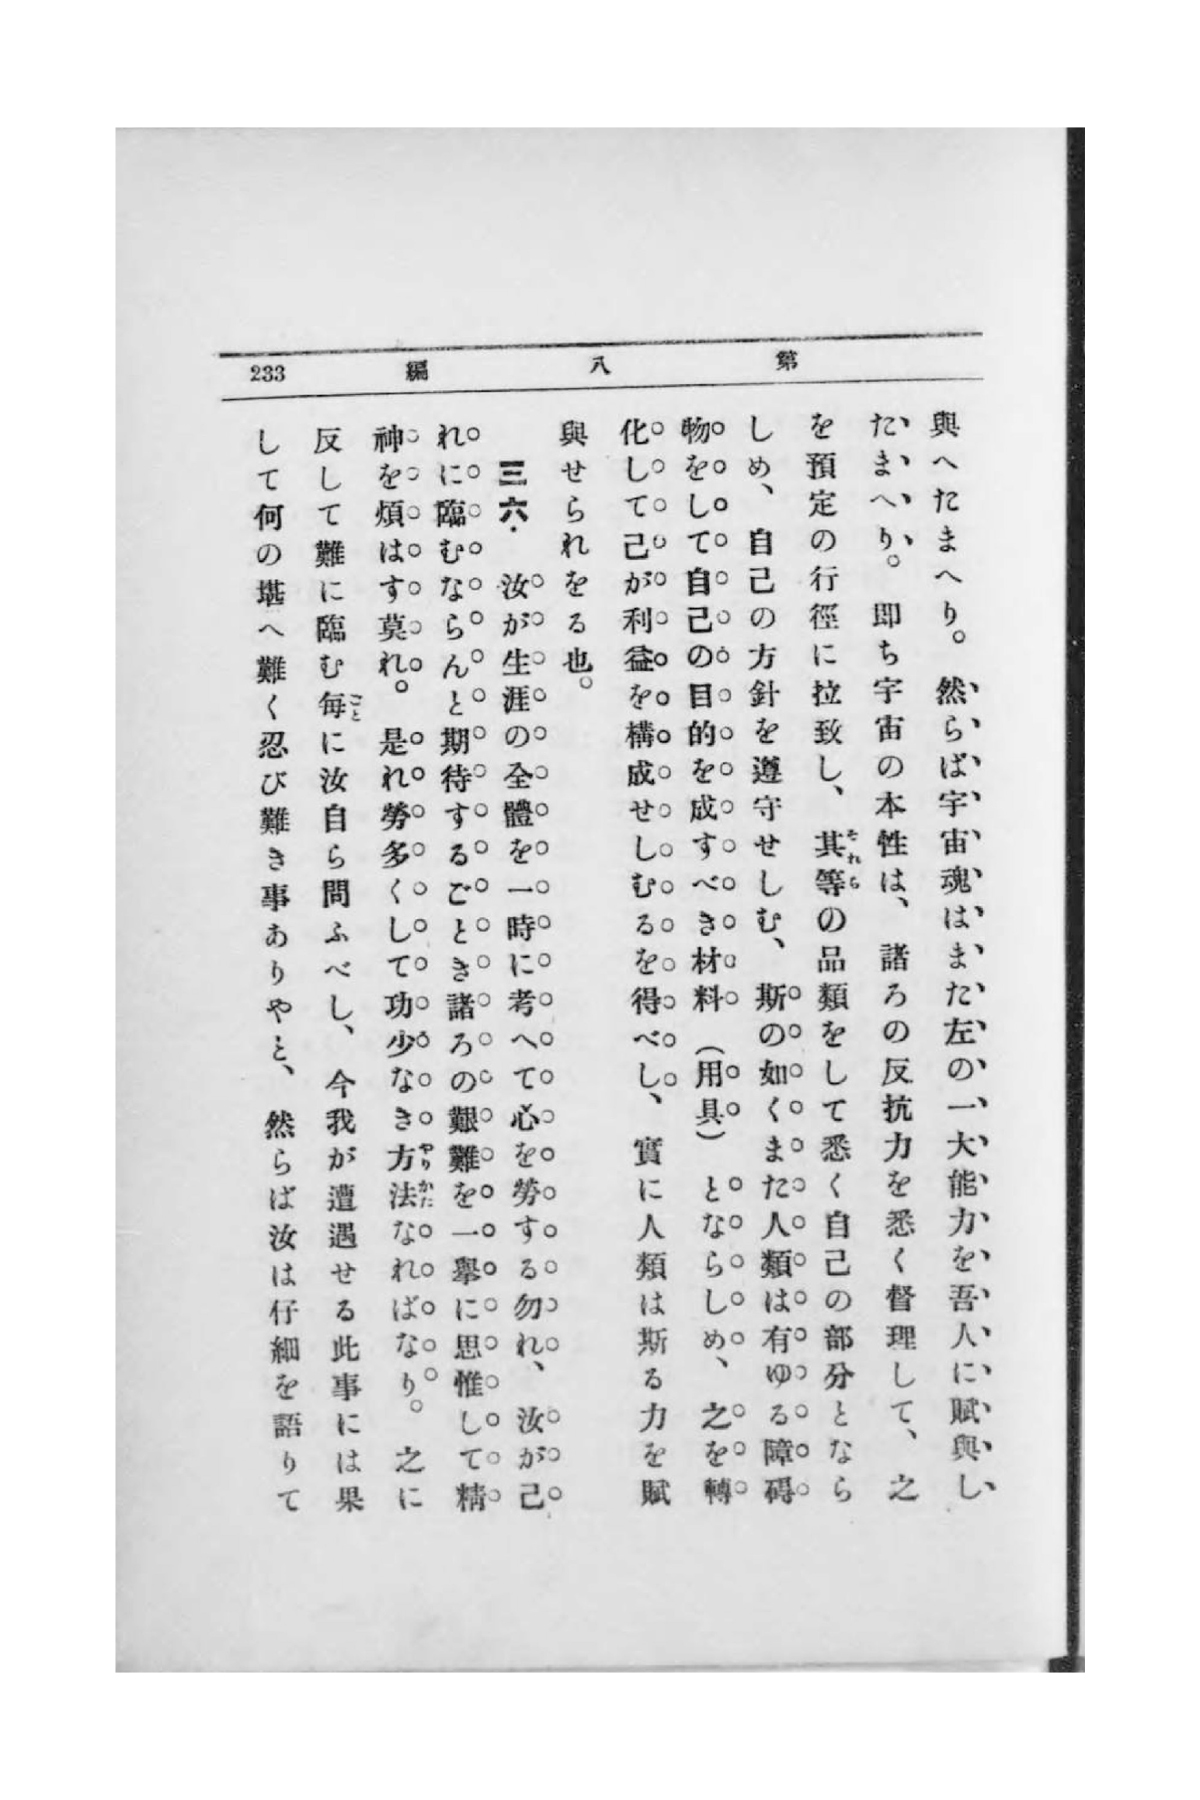 第八編 233
與へたまへり。然らば宇宙魂はまた左の一大能力を吾人に賦與し
たまへり。即ち宇宙の本性は、諸ろの反抗力を悉く督理して、之
を預定の行徑に拉致し、其等の品類をして悉く自己の部分となら
しめ、自己の方針を遵守せしむ、斯の如くまた人類は有ゆる障碍
物をして自己の目的を成すべき材料（用具）とならしめ、之を轉
化して己が利益を構成せしむるを得べし、實に人類は斯る力を賦
與せられをる也。
三六・汝が生涯の全體を一時に考へて心を勞する勿れ、汝が己
れに臨むならんと期待するごとき諸ろの艱難を一擧に思惟して精
神を煩はす莫れ。是れ勞多くして功少なき方法なればなり。之に
反して難に臨む毎に汝自ら問ふべし、今我が遭遇せる此事には果
して何の堪へ難く忍び難き事ありやと、然らば汝は仔細を語りて